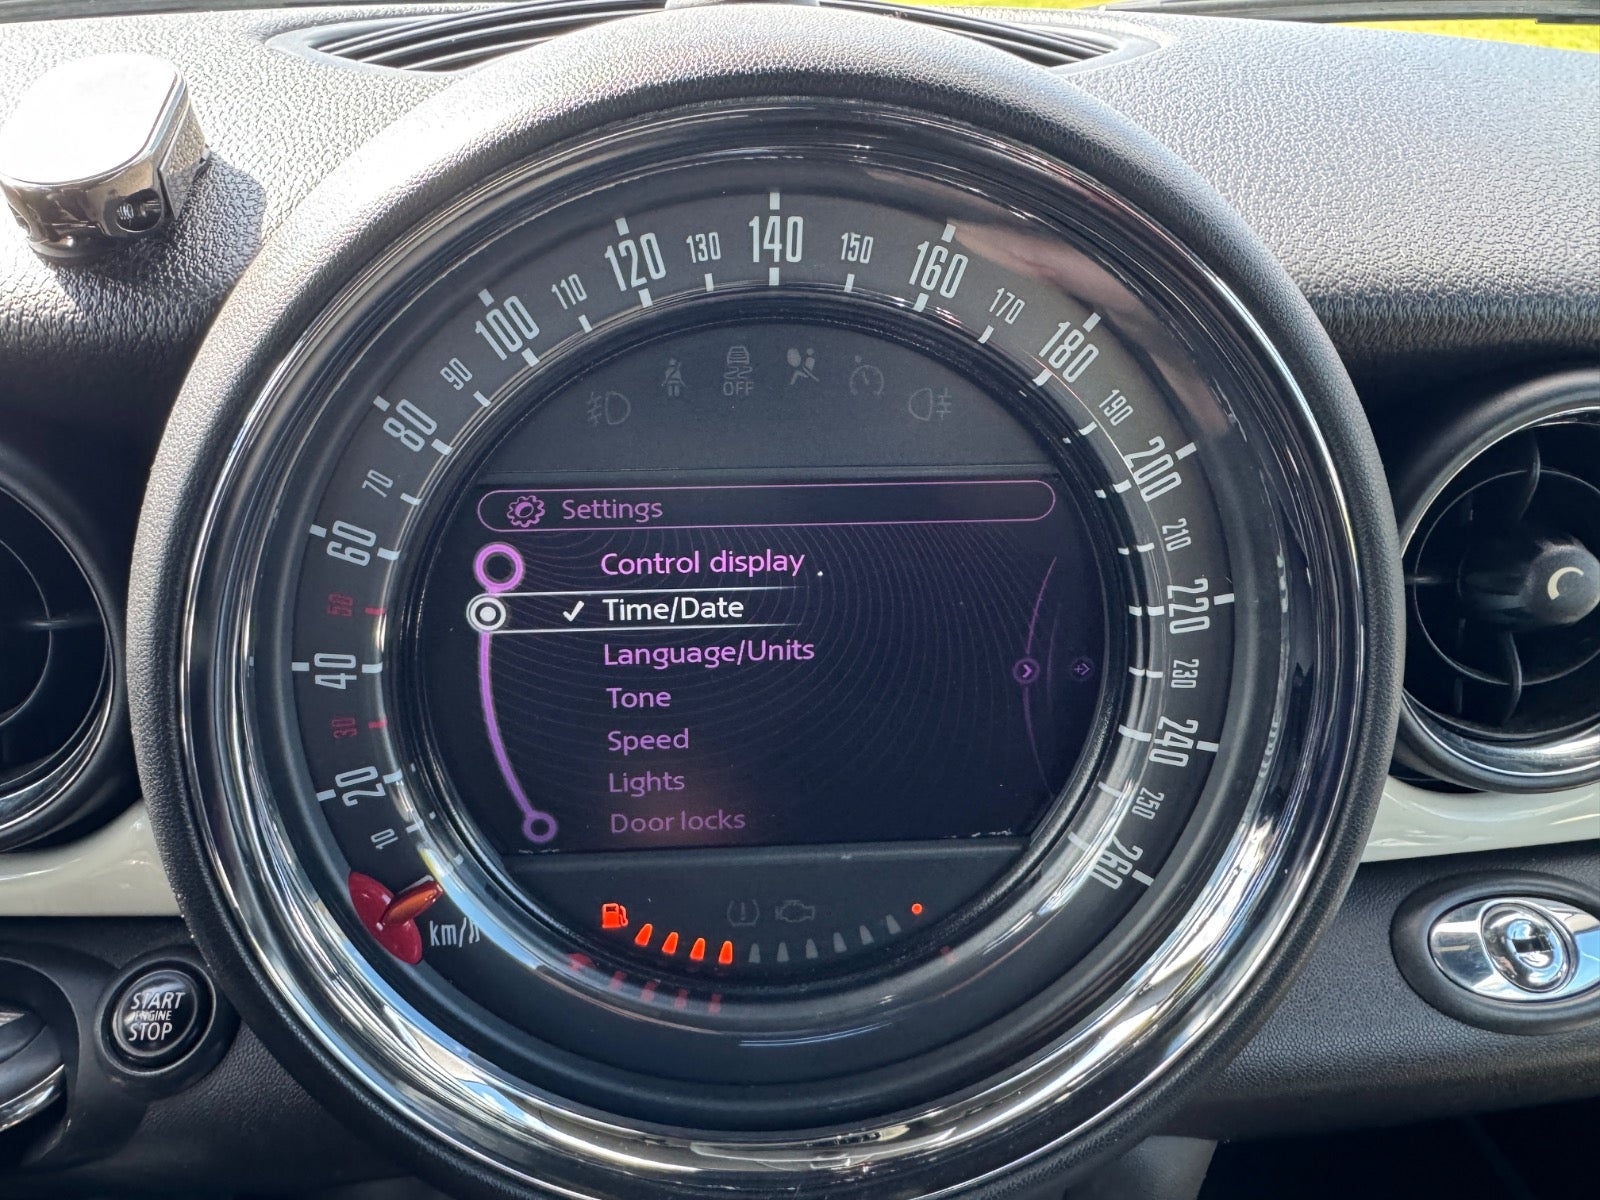 10
20
30
40
50
60
70
80
90
100
110
120
130
140
150
160
170
180
190
200
210
220
230
240
250
260
km/h
OFF
Settings
Control display
✓ Time/Date
Language/Units
Tone
Speed
Lights
Door locks
START
ENGINE
STOP